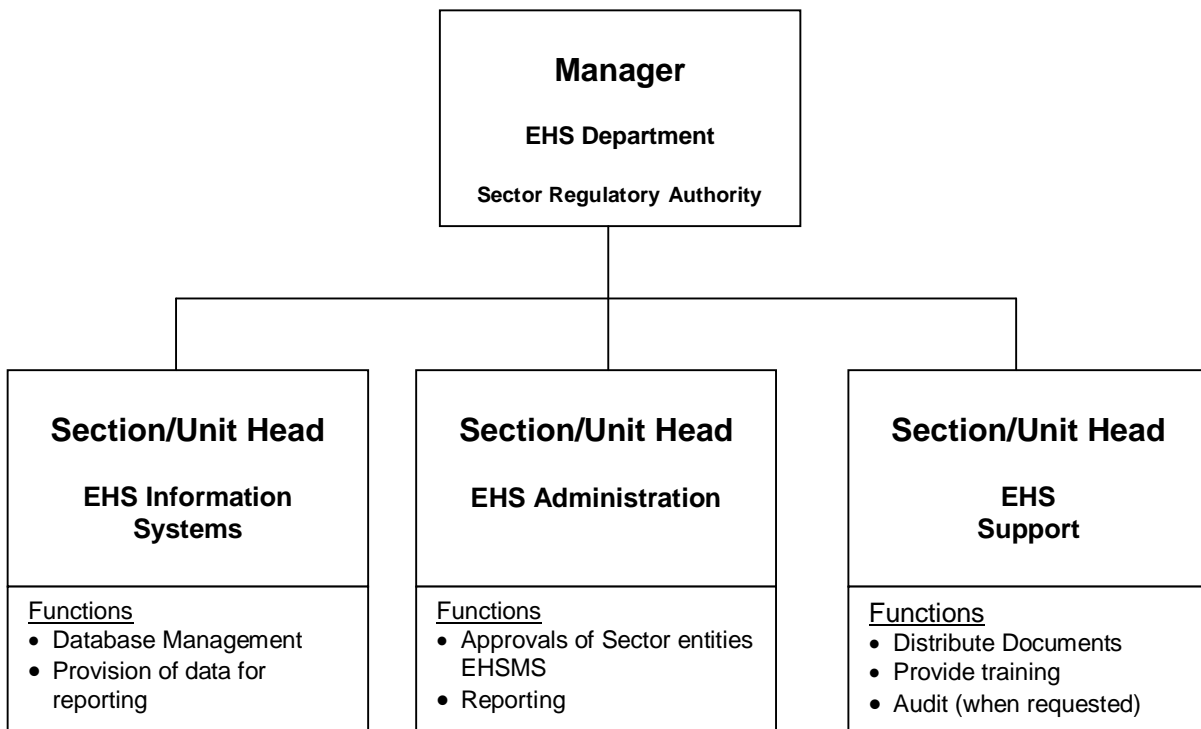 Manager
EHS Department
Sector Regulatory Authority
Section/Unit Head
EHS Information
Systems
Functions
• Database Management
• Provision of data for
reporting
Section/Unit Head
EHS Administration
Functions
• Approvals of Sector entities
EHSMS
• Reporting
Section/Unit Head
EHS
Support
Functions
• Distribute Documents
• Provide training
• Audit (when requested)